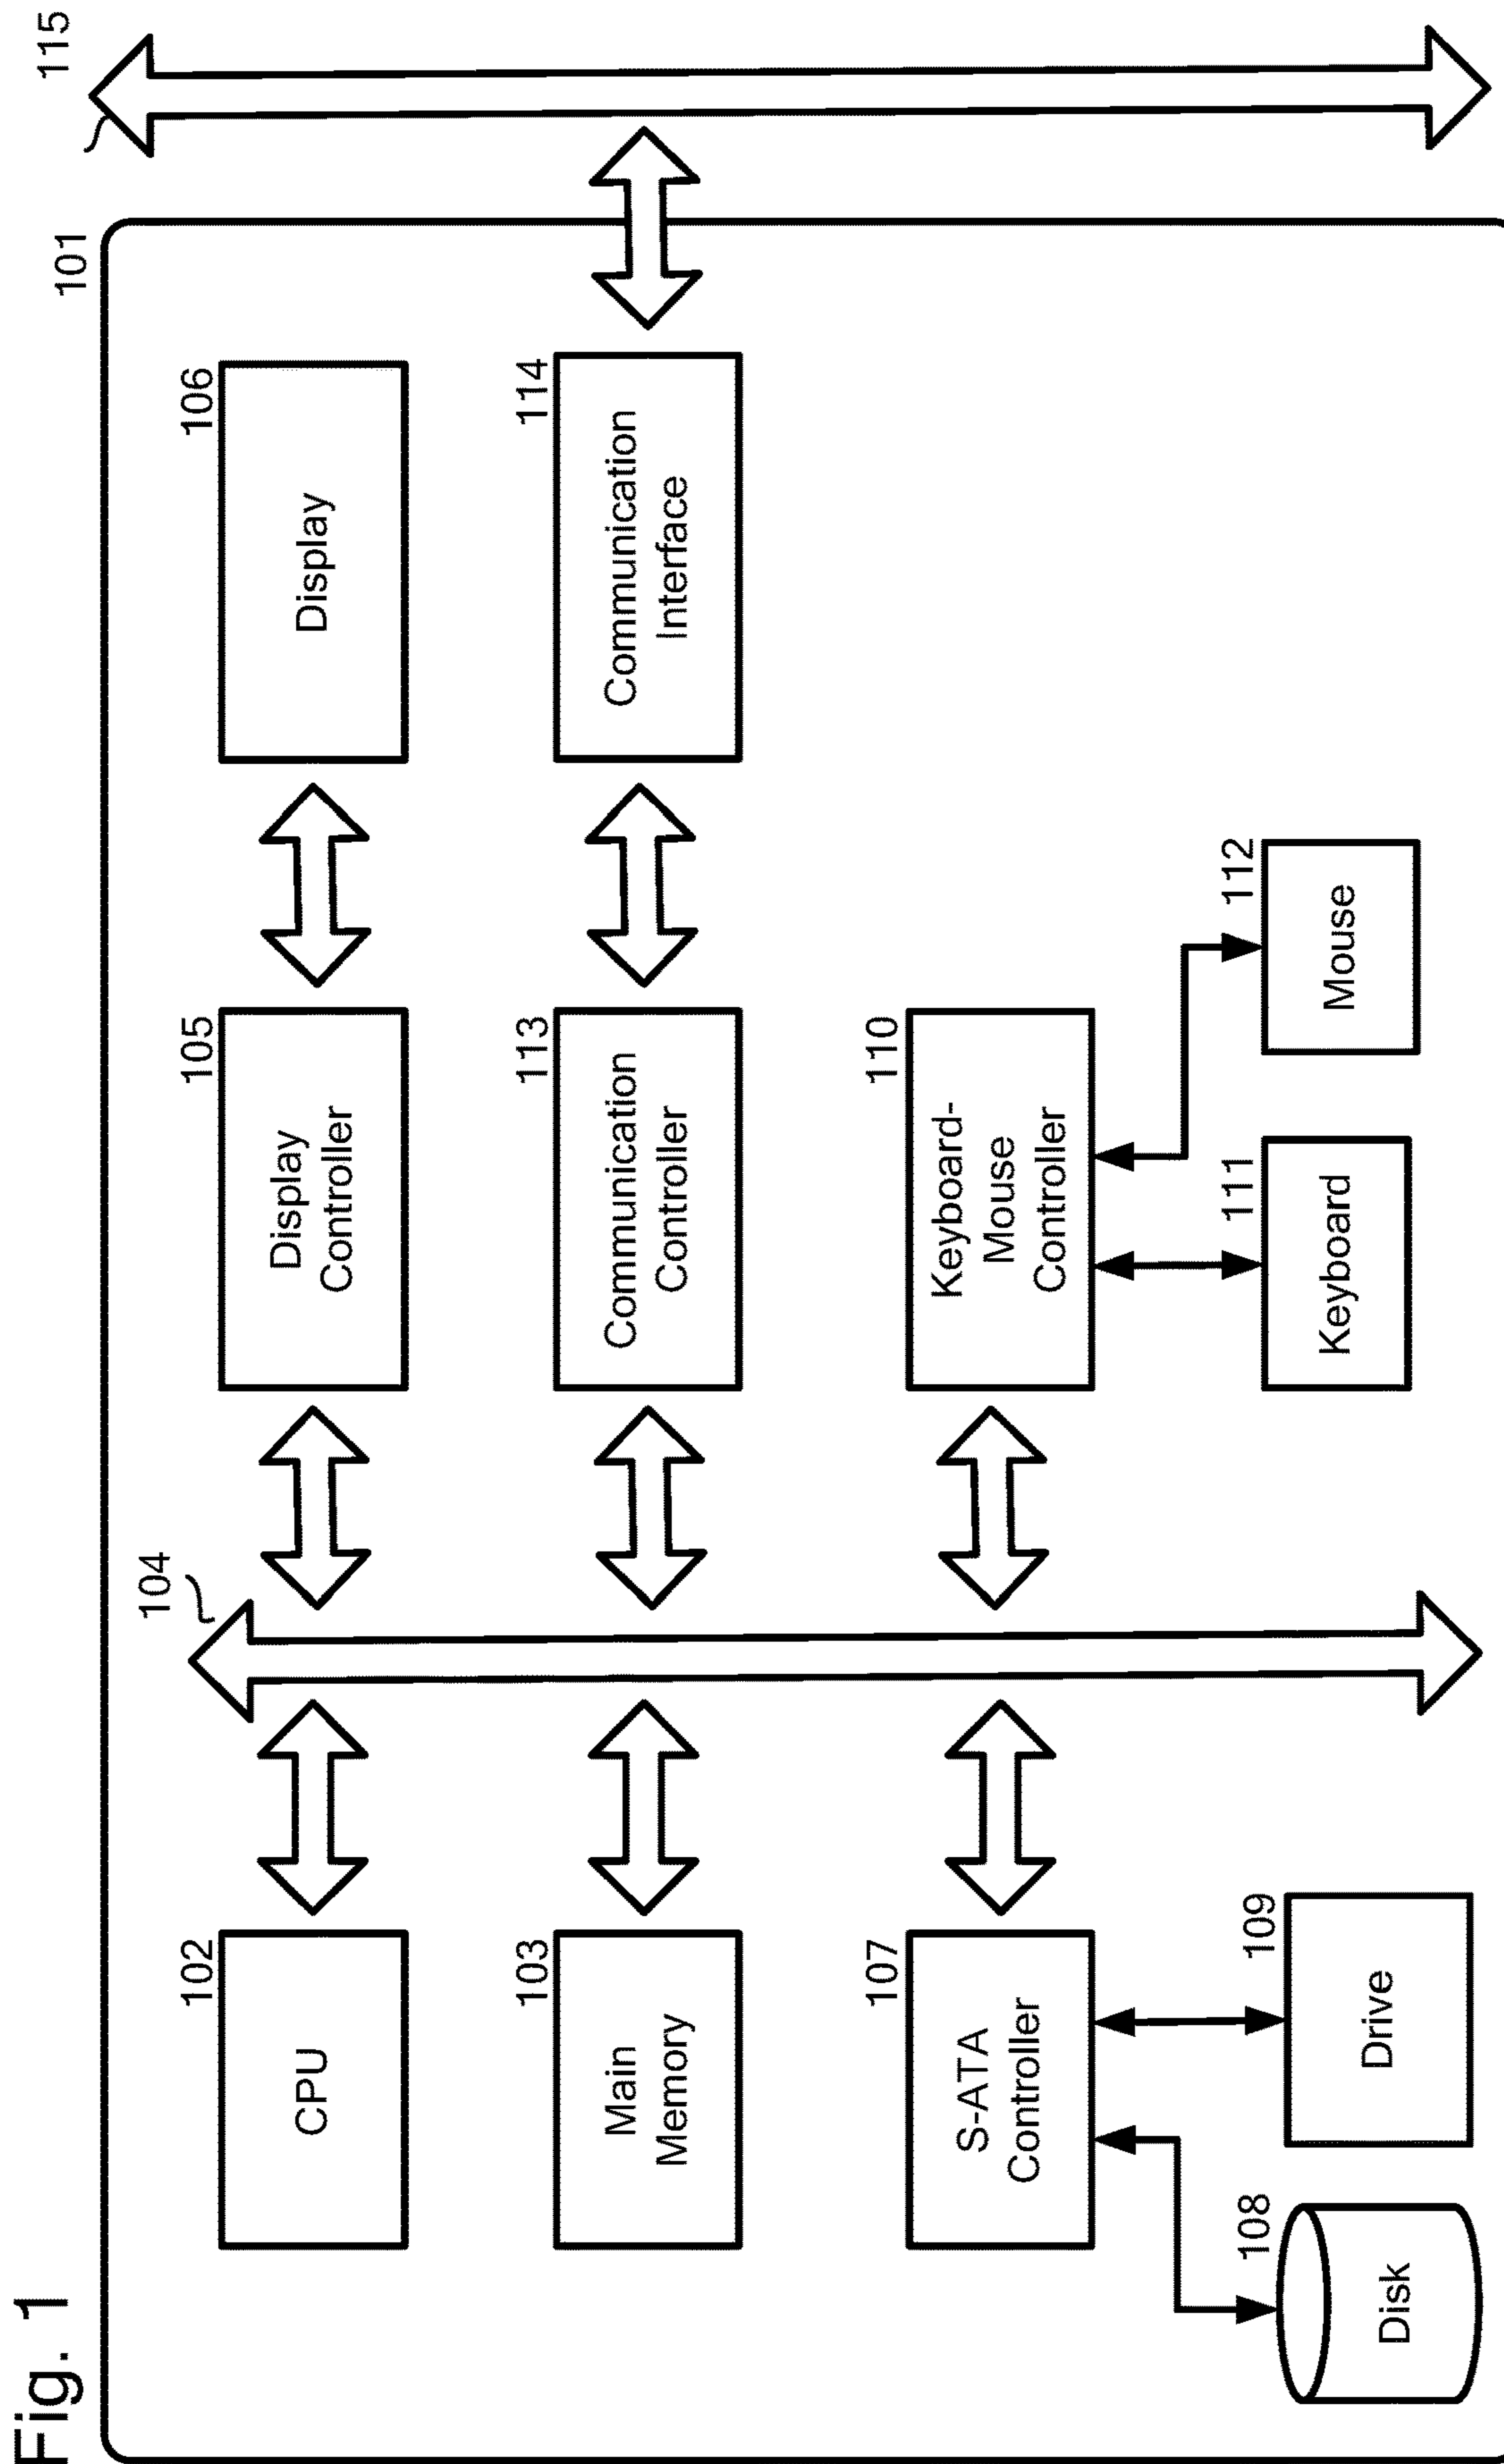 Fig. 1
101
115
104
102
CPU
105
Display
Controller
106
Display
103
Main
Memory
113
Communication
Controller
114
Communication
Interface
107
S-ATA
Controller
110
Keyboard-
Mouse
Controller
108
Disk
109
Drive
111
Keyboard
112
Mouse